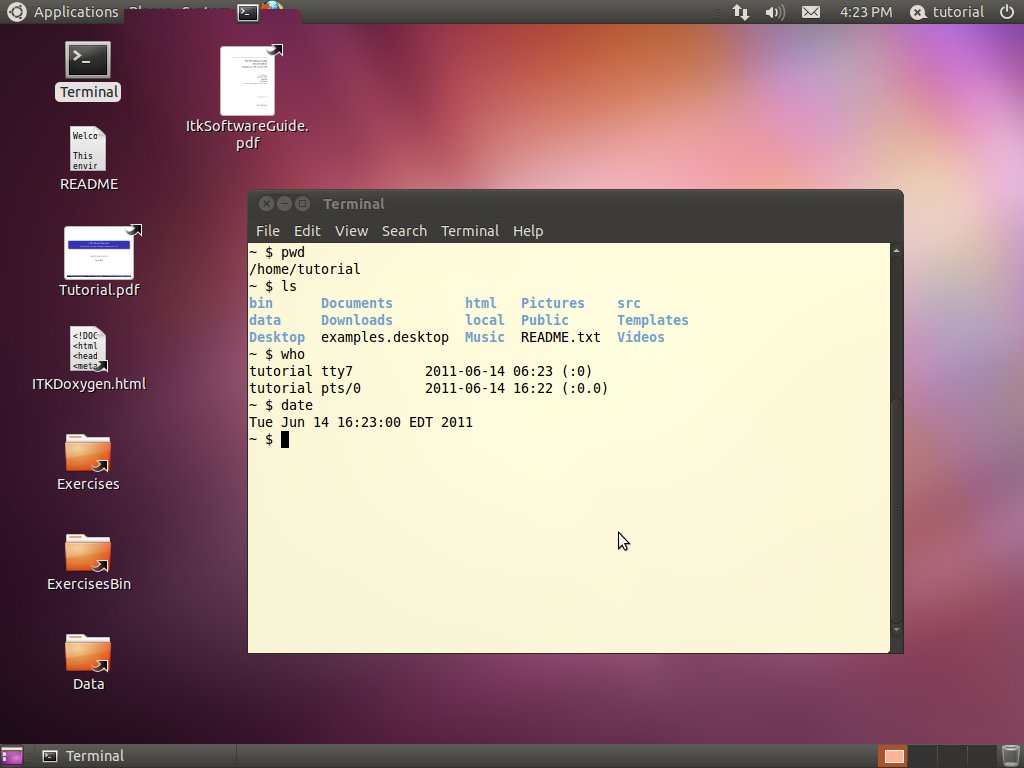 Applications
4:23 PM
tutorial
Terminal
ItkSoftwareGuide.
pdf
Welco
This
envir
README
Tutorial.pdf
<!DOC
<html
<head
<meta
ITKDoxygen.html
Exercises
ExercisesBin
Data
Terminal
File Edit View Search Terminal Help
~ $ pwd
/home/tutorial
~ $ ls
bin Documents html Pictures src
data Downloads local Public Templates
Desktop examples.desktop Music README.txt Videos
~ $ who
tutorial tty7 2011-06-14 06:23 (:0)
tutorial pts/0 2011-06-14 16:22 (:0.0)
~ $ date
Tue Jun 14 16:23:00 EDT 2011
~ $
Terminal